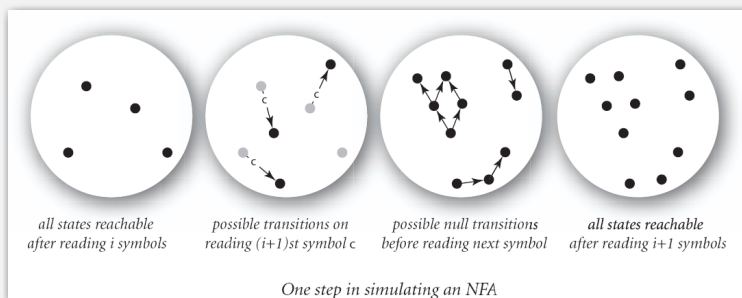 c
c
c
all states reachable
after reading i symbols
possible transitions on
reading (i+1)st symbol c
possible null transitions
before reading next symbol
all states reachable
after reading i+1 symbols
One step in simulating an NFA